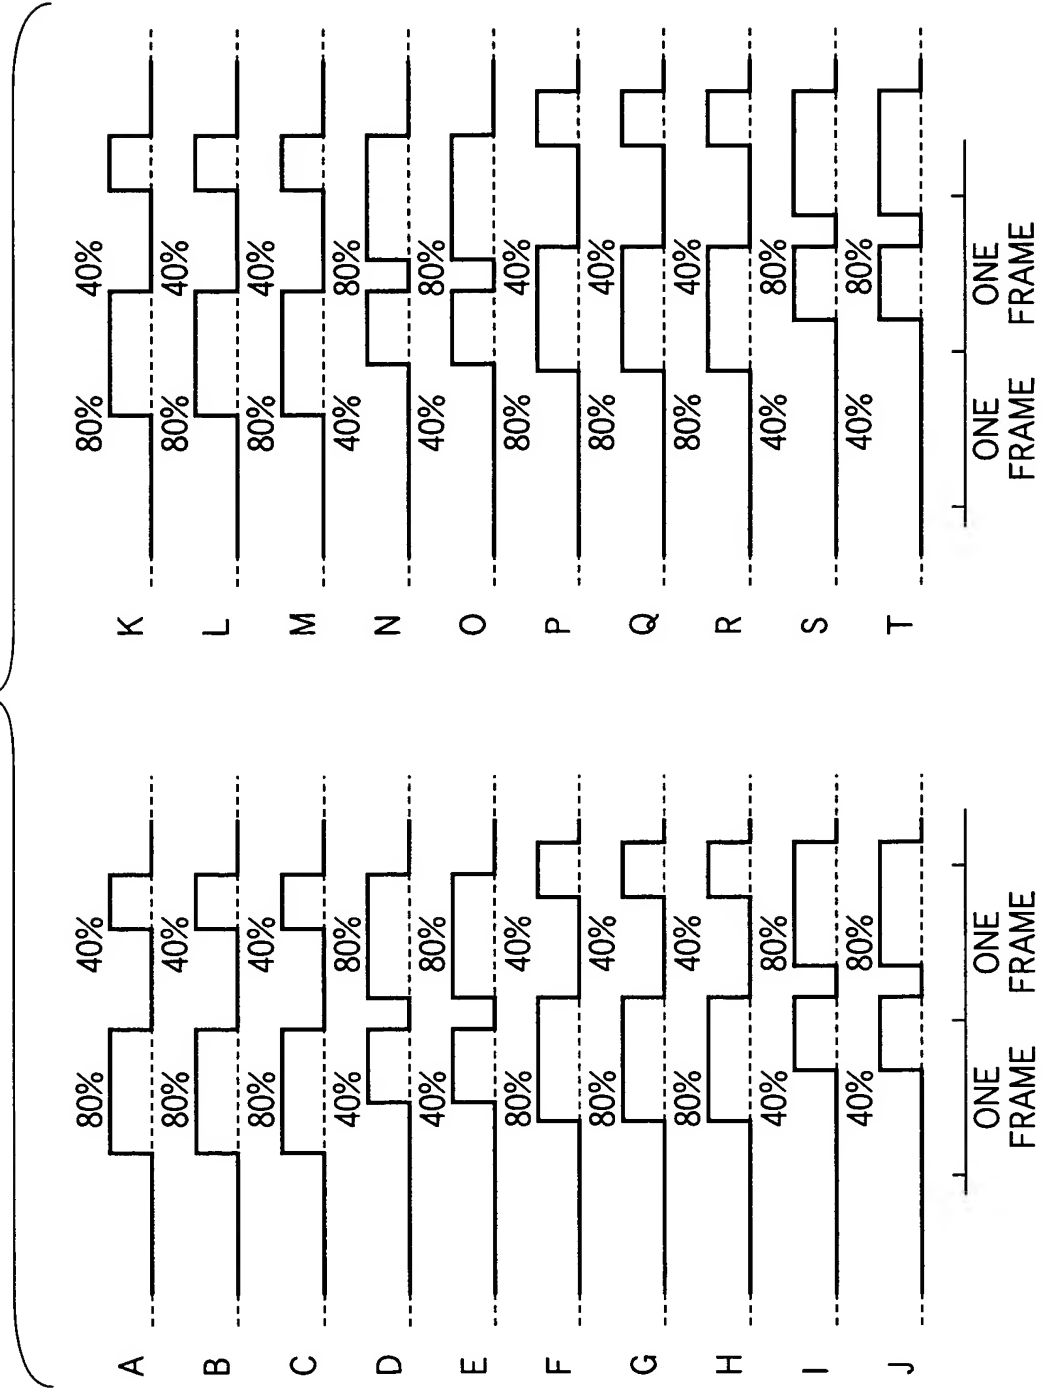 A 80% 40%
B 80% 40%
C 80% 40%
D 40% 80%
E 40% 80%
F 80% 40%
G 80% 40%
H 80% 40%
I 40% 80%
J 40% 80%
ONE FRAME
ONE FRAME
K 80% 40%
L 80% 40%
M 80% 40%
N 40% 80%
O 40% 80%
P 80% 40%
Q 80% 40%
R 80% 40%
S 40% 80%
T 40% 80%
ONE FRAME
ONE FRAME